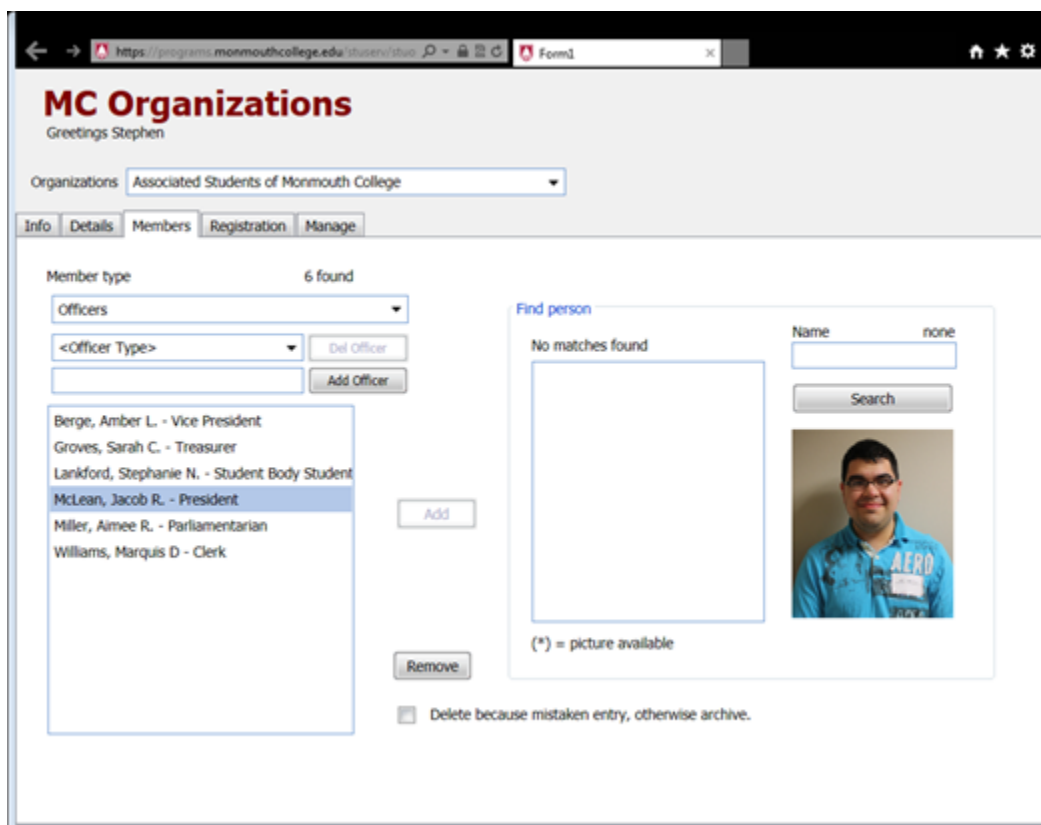 https://programs.monmouthcollege.edu/stuserv/stuo
Form1
MC Organizations
Greetings Stephen
Organizations Associated Students of Monmouth College
Info Details Members Registration Manage
Member type 6 found
Officers
<Officer Type> Del Officer
Add Officer
Berge, Amber L. - Vice President
Groves, Sarah C. - Treasurer
Lankford, Stephanie N. - Student Body Student
McLean, Jacob R. - President
Miller, Aimee R. - Parliamentarian
Williams, Marquis D - Clerk
Add
Remove
Delete because mistaken entry, otherwise archive.
Find person
No matches found
Name none
Search
AERO
(*) = picture available